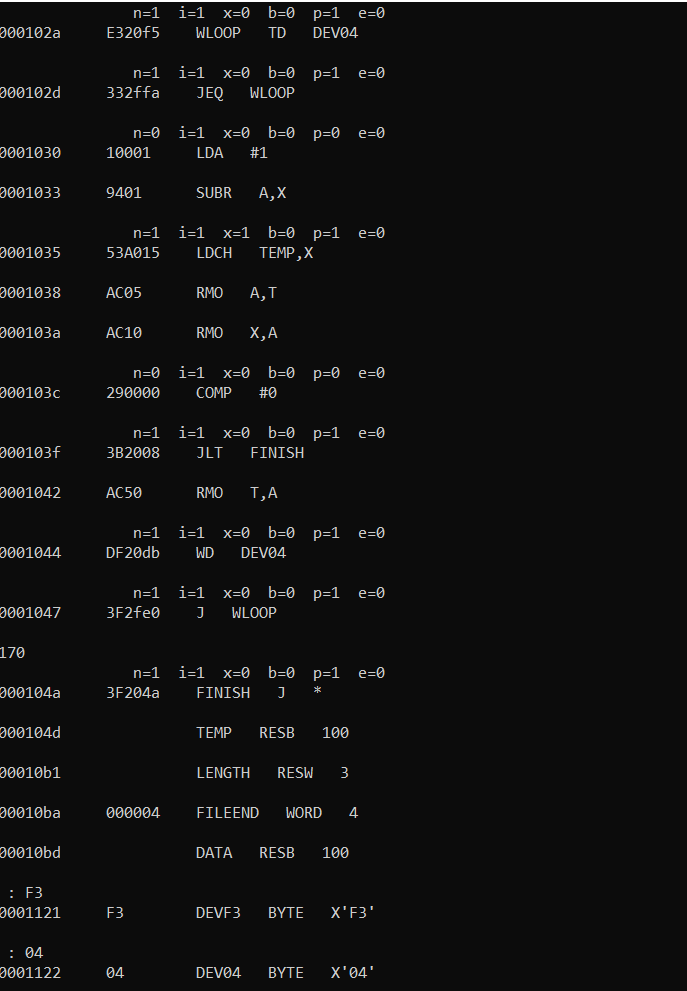 n=1  i=1  x=0  b=0  p=1  e=0
000102a     E320f5    WLOOP   TD   DEV04
n=1  i=1  x=0  b=0  p=1  e=0
000102d     332ffa    JEQ   WLOOP
n=0  i=1  x=0  b=0  p=0  e=0
0001030     10001     LDA   #1
0001033     9401      SUBR   A,X
n=1  i=1  x=1  b=0  p=1  e=0
0001035     53A015    LDCH   TEMP,X
0001038     AC05      RMO   A,T
000103a     AC10      RMO   X,A
n=0  i=1  x=0  b=0  p=0  e=0
000103c     290000    COMP   #0
n=1  i=1  x=0  b=0  p=1  e=0
000103f     3B2008    JLT   FINISH
0001042     AC50      RMO   T,A
n=1  i=1  x=0  b=0  p=1  e=0
0001044     DF20db    WD   DEV04
n=1  i=1  x=0  b=0  p=1  e=0
0001047     3F2fe0    J   WLOOP
170
n=1  i=1  x=0  b=0  p=1  e=0
000104a     3F204a    FINISH   J   *
000104d               TEMP   RESB   100
00010b1               LENGTH   RESW   3
00010ba     000004    FILEEND   WORD   4
00010bd               DATA   RESB   100
: F3
0001121     F3        DEVF3   BYTE   X'F3'
: 04
0001122     04        DEV04   BYTE   X'04'